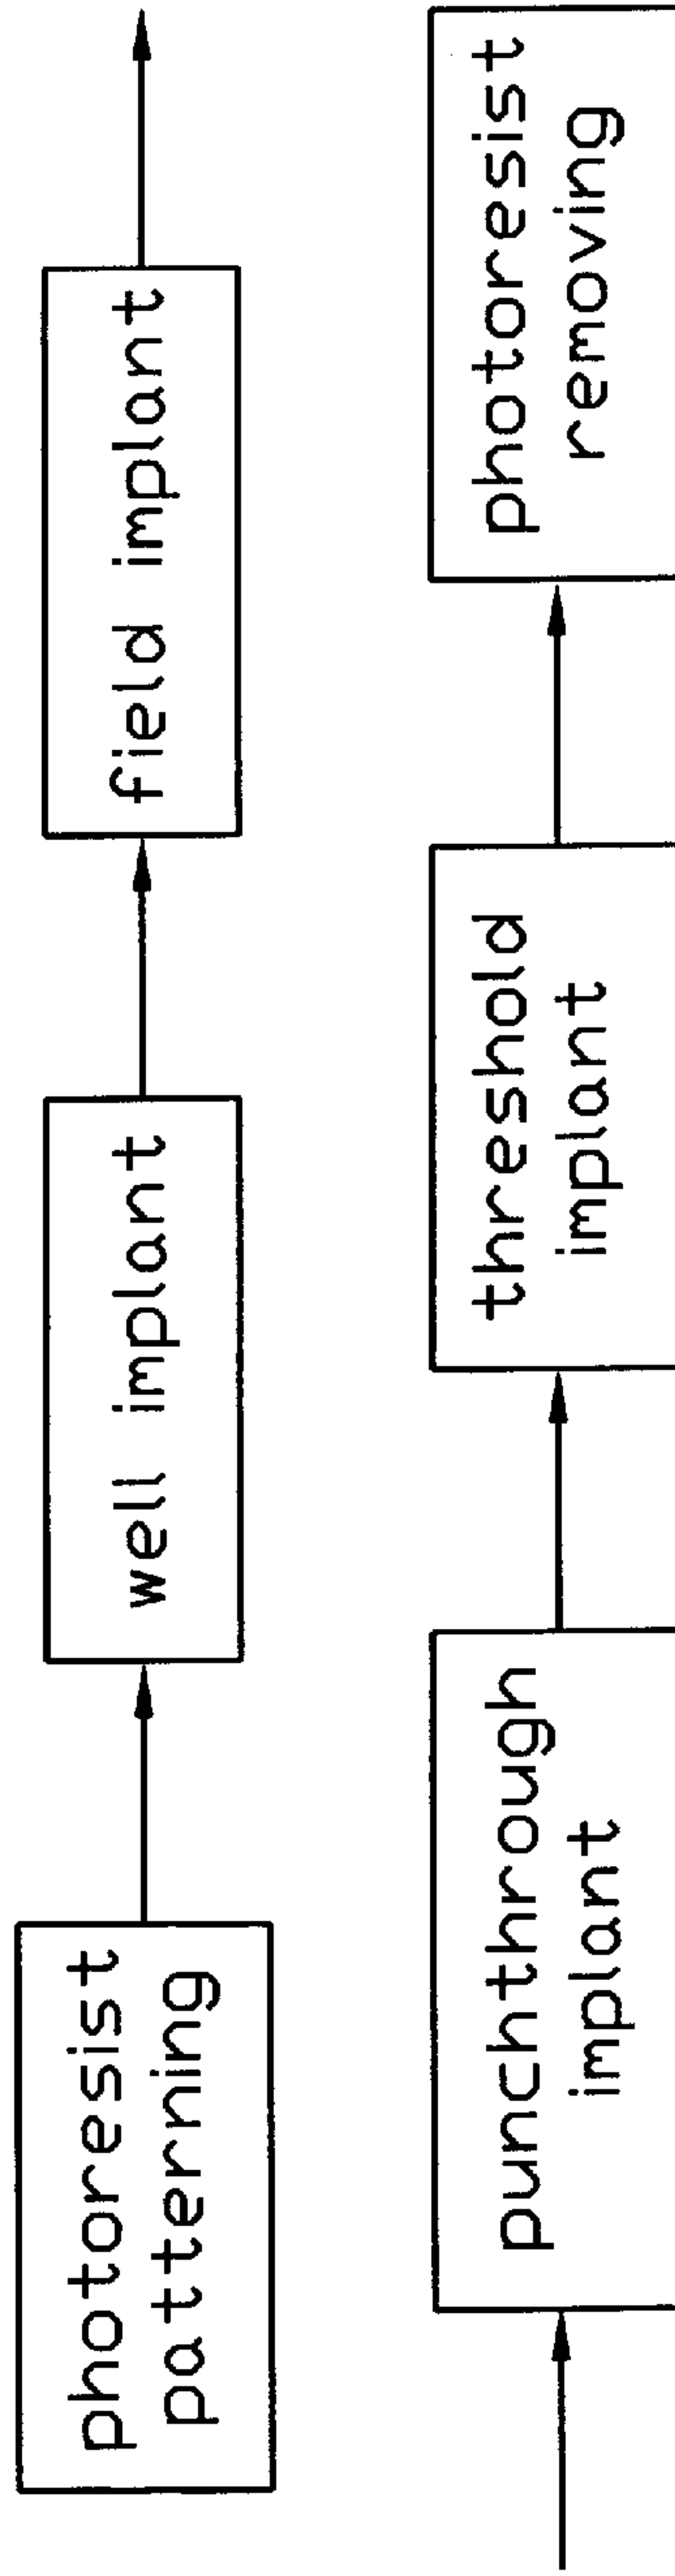 photoresist
patterning
well implant
field implant
punchthrough
implant
threshold
implant
photoresist
removing